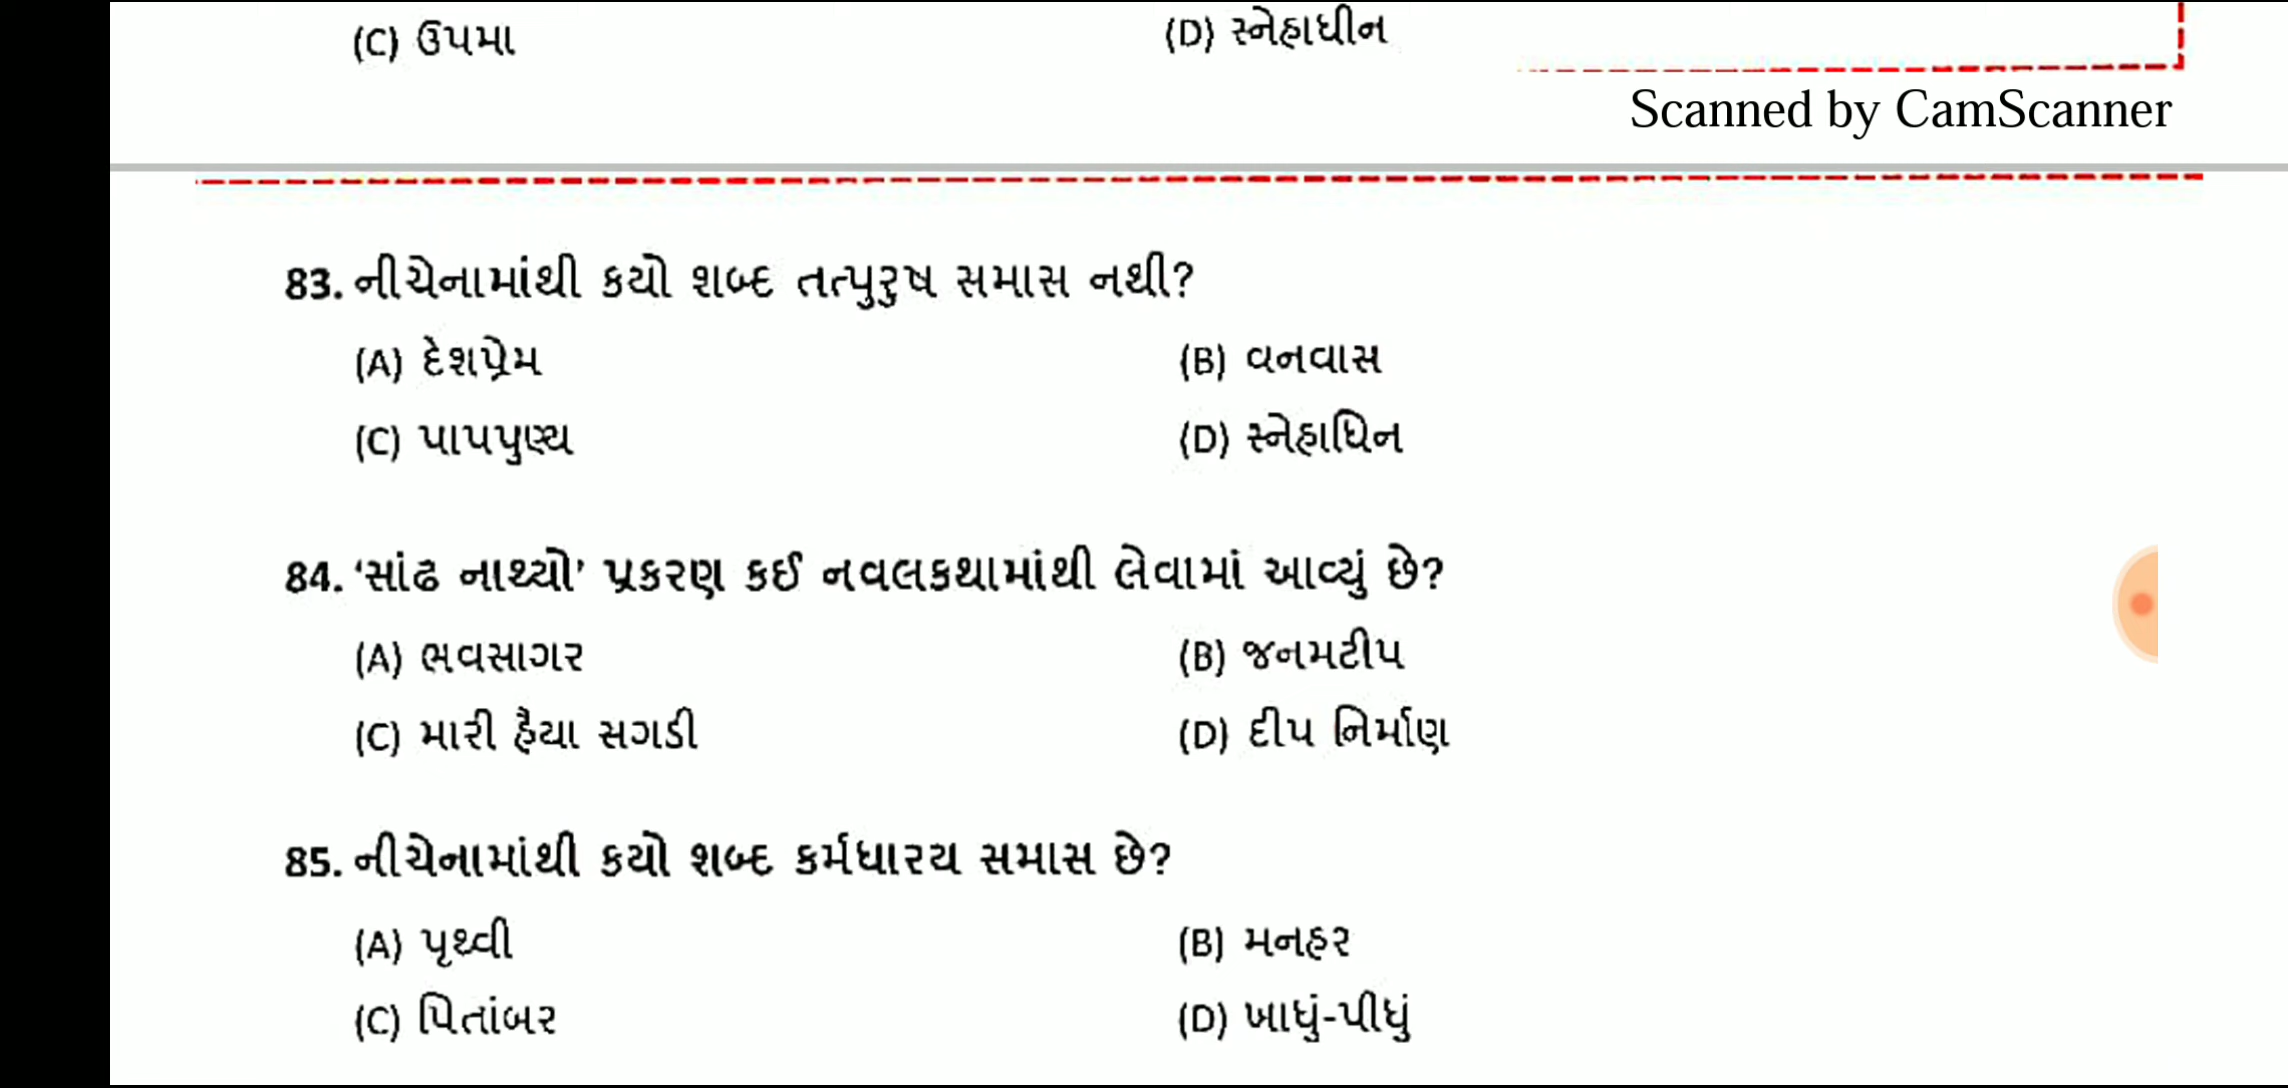 (C) ઉપમા (D) સ્નેહાધીન
Scanned by CamScanner
83. નીચેનામાંથી કયો શબ્દ તત્પુરુષ સમાસ નથી?
(A) દેશપ્રેમ (B) વનવાસ
(C) પાપપુણ્ય (D) સ્નેહાધિન
84. ‘સાંઢ નાથ્યો’ પ્રકરણ કઈ નવલકથામાંથી લેવામાં આવ્યું છે?
(A) ભવસાગર (B) જનમટીપ
(C) મારી હૈયા સગડી (D) દીપ નિર્માણ
85. નીચેનામાંથી કયો શબ્દ કર્મધારય સમાસ છે?
(A) પૃથ્વી (B) મનહર
(C) પિતાંબર (D) ખાધું-પીધું